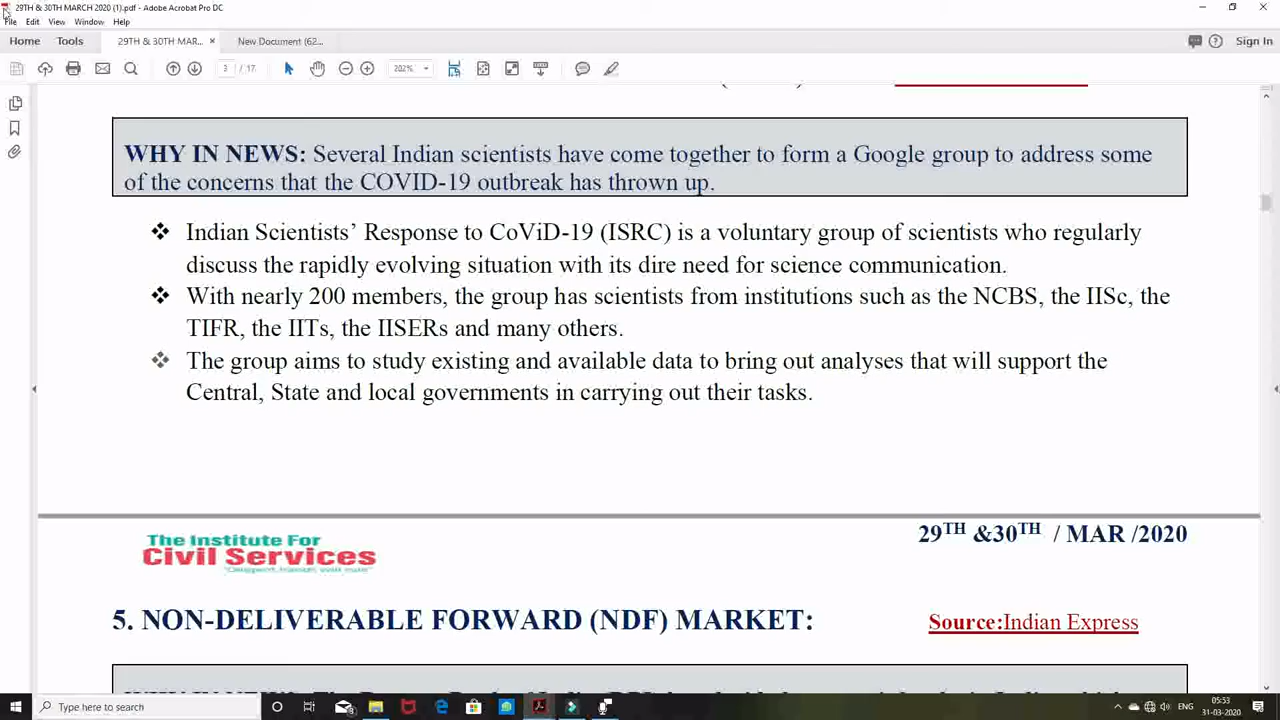 29TH & 30TH MARCH 2020 (1).pdf - Adobe Acrobat Pro DC
File Edit View Window Help
Home Tools 29TH & 30TH MAR... × New Document (62... Sign In
3 / 17 202%
WHY IN NEWS: Several Indian scientists have come together to form a Google group to address some
of the concerns that the COVID-19 outbreak has thrown up.
❖ Indian Scientists’ Response to CoViD-19 (ISRC) is a voluntary group of scientists who regularly
discuss the rapidly evolving situation with its dire need for science communication.
❖ With nearly 200 members, the group has scientists from institutions such as the NCBS, the IISc, the
TIFR, the IITs, the IISERs and many others.
❖ The group aims to study existing and available data to bring out analyses that will support the
Central, State and local governments in carrying out their tasks.
The Institute For
Civil Services
29TH &30TH / MAR /2020
5. NON-DELIVERABLE FORWARD (NDF) MARKET: Source:Indian Express
Type here to search
ENG
05:53
31-03-2020